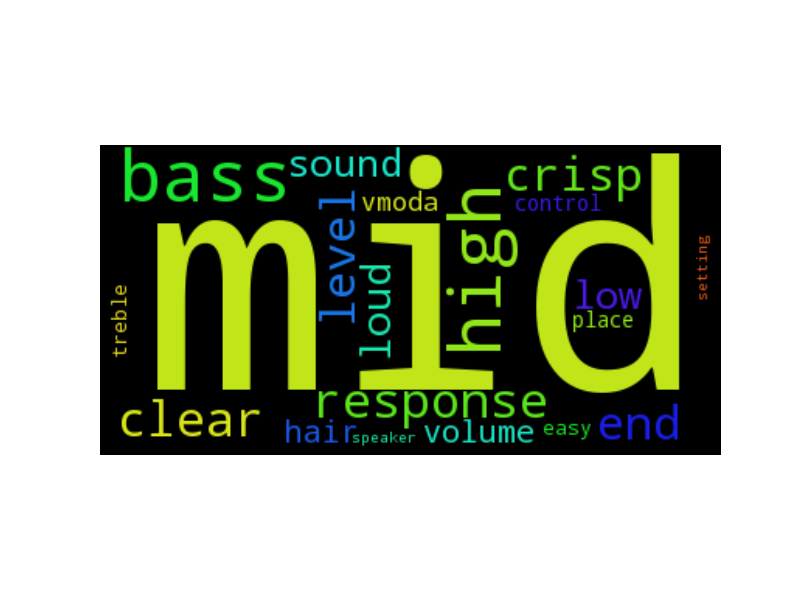 bass
sound
crisp
vmoda
control
mid
level
high
loud
low
place
setting
treble
response
clear
hair
speaker
volume
easy
end